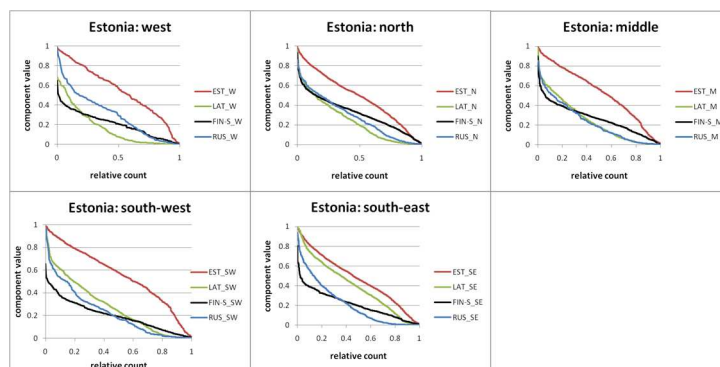 Estonia: west
component value
1
0.8
0.6
0.4
0.2
0
0 0.5 1
relative count
EST_W
LAT_W
FIN-S_W
RUS_W
Estonia: north
component value
1
0.8
0.6
0.4
0.2
0
0 0.5 1
relative count
EST_N
LAT_N
FIN-S_N
RUS_N
Estonia: middle
component value
1
0.8
0.6
0.4
0.2
0
0 0.2 0.4 0.6 0.8 1
relative count
EST_M
LAT_M
FIN-S_M
RUS_M
Estonia: south-west
component value
1
0.8
0.6
0.4
0.2
0
0 0.2 0.4 0.6 0.8 1
relative count
EST_SW
LAT_SW
FIN-S_SW
RUS_SW
Estonia: south-east
component value
1
0.8
0.6
0.4
0.2
0
0 0.2 0.4 0.6 0.8 1
relative count
EST_SE
LAT_SE
FIN-S_SE
RUS_SE